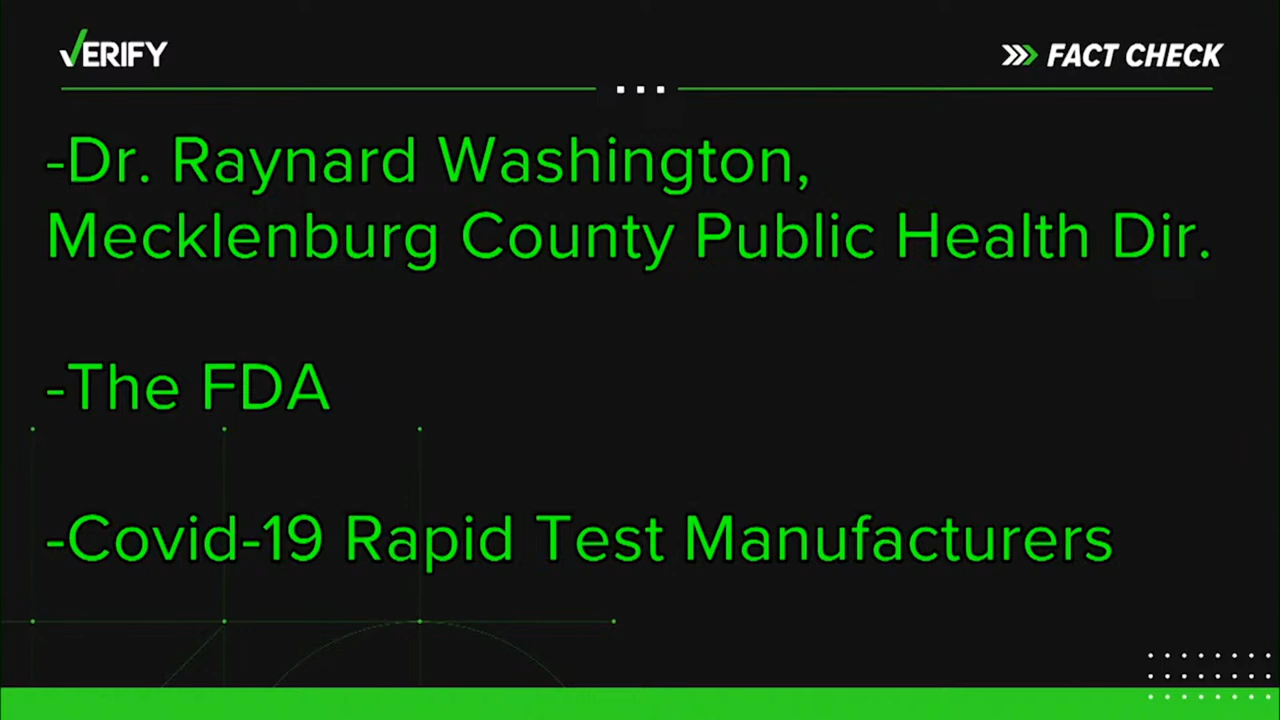 VERIFY
FACT CHECK
-Dr. Raynard Washington,
Mecklenburg County Public Health Dir.
-The FDA
-Covid-19 Rapid Test Manufacturers